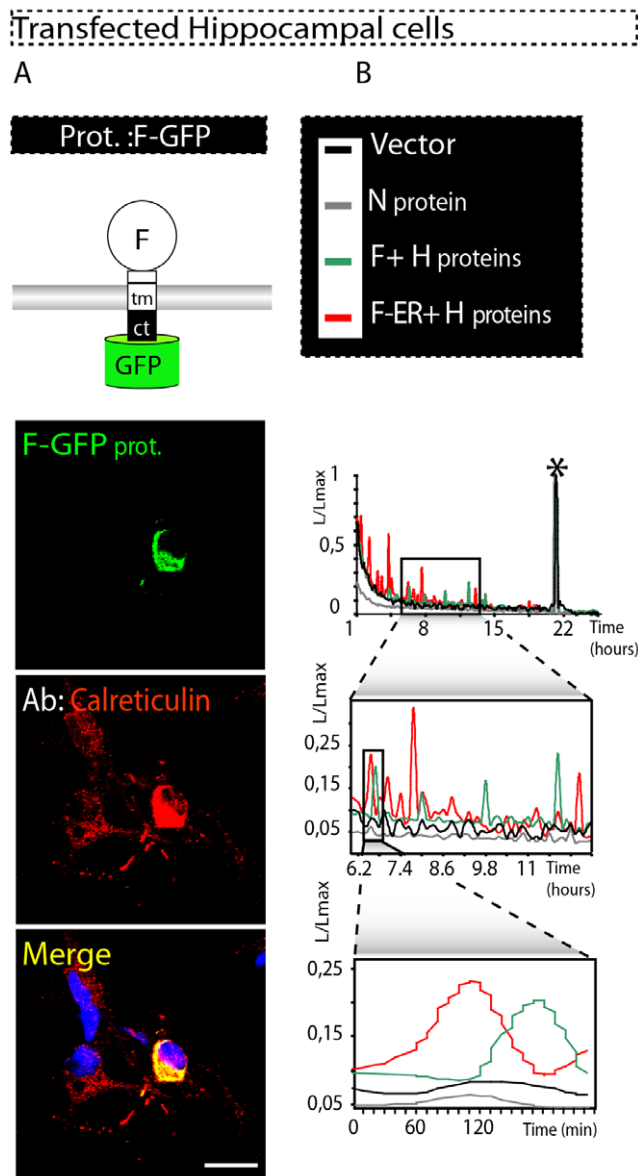 Transfected Hippocampal cells
A
B
Prot. :F-GFP
F
tm
ct
GFP
Vector
N protein
F+ H proteins
F-ER+ H proteins
F-GFP prot.
Ab: Calreticulin
Merge
L/Lmax
1
0,5
0
*
1
8
15
22
Time
(hours)
L/Lmax
0,25
0,15
0,05
6.2
7.4
8.6
9.8
11
Time
(hours)
L/Lmax
0,25
0,15
0,05
0
60
120
Time (min)